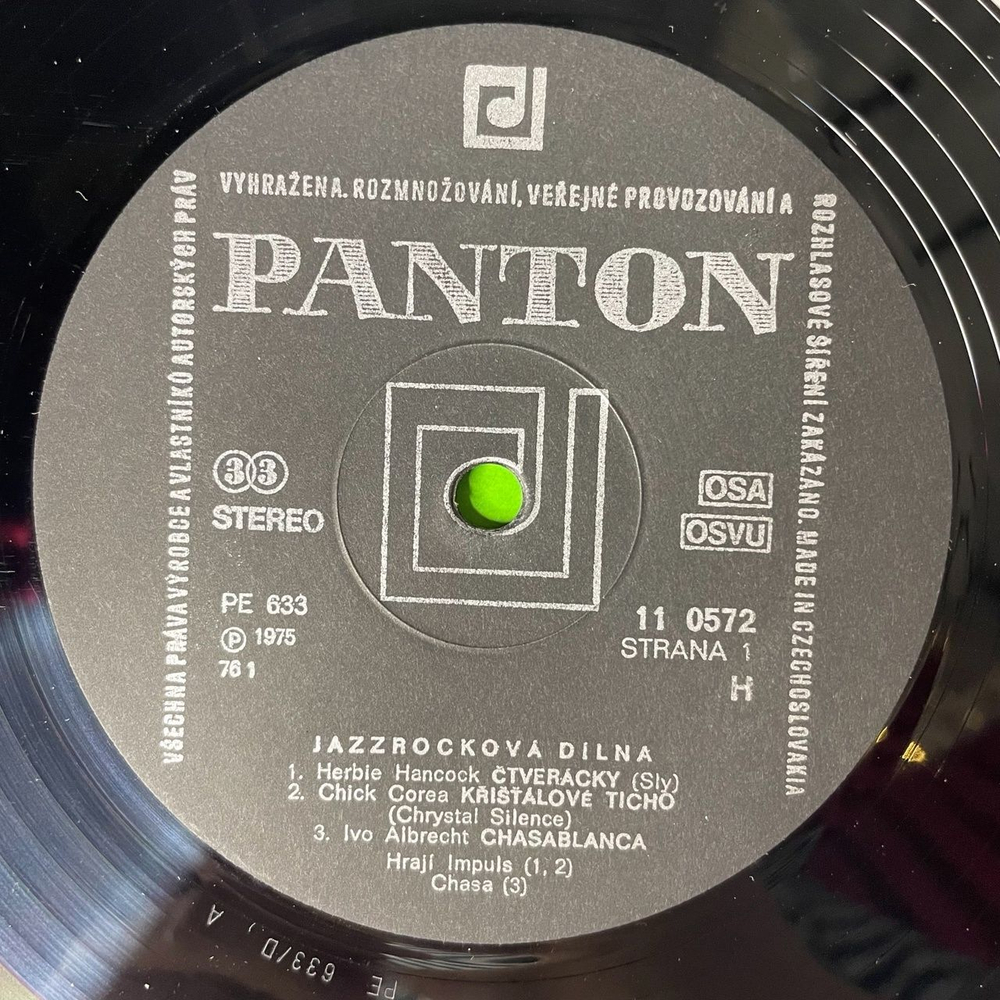 VŠECHNA PRÁVA VÝROBCE A VLASTNÍKŮ AUTORSKÝCH PRÁV
VYHRAŽENA. ROZMNOŽOVÁNÍ, VEŘEJNÉ PROVOZOVÁNÍ A
ROZHLASOVÉ ŠÍŘENÍ ZAKÁZÁNO. MADE IN CZECHOSLOVAKIA
PANTON
33
STEREO
OSA
OSVU
PE 633
Ⓟ 1975
76 1
11 0572
STRANA 1
H
JAZZROCKOVÁ DÍLNA
1. Herbie Hancock ČTVERÁCKY (Sly)
2. Chick Corea KŘIŠŤÁLOVÉ TICHO
(Chrystal Silence)
3. Ivo Albrecht CHASABLANCA
Hrají Impuls (1, 2)
Chasa (3)
PE 633/D. A